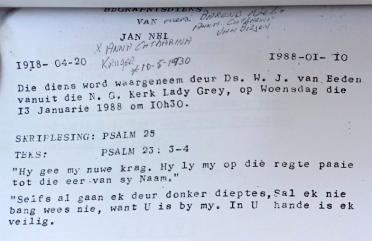 BEGRAFNISDIENS
VAN
JAN NEL
X ANNA CATHARINA
KRUGER *10-5-1930
1918-04-20 1988-01-10
Die diens word waargeneem deur Ds. W. J. van Eeden
vanuit die N. G. Kerk Lady Grey, op Woensdag die
13 Januarie 1988 om 10h30.
SKRIFLESING: PSALM 25
TEKS: PSALM 23: 3-4
"Hy gee my nuwe krag. Hy ly my op die regte paaie
tot die eer van sy Naam."
"Selfs al gaan ek deur donker dieptes,Sal ek nie
bang wees nie, want U is by my. In U hande is ek
veilig.